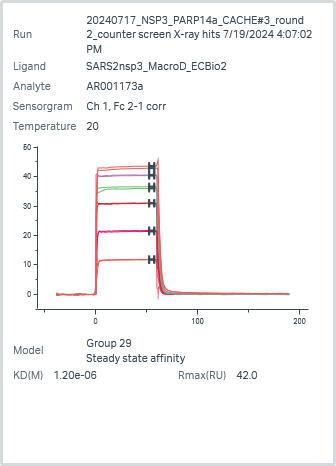 Run 20240717_NSP3_PARP14a_CACHE#3_round
2_counter screen X-ray hits 7/19/2024 4:07:02
PM
Ligand SARS2nsp3_MacroD_ECBio2
Analyte AR001173a
Sensorgram Ch 1, Fc 2-1 corr
Temperature 20
60
50
40
30
20
10
0
0 100 200
Model Group 29
Steady state affinity
KD(M) 1.20e-06 Rmax(RU) 42.0